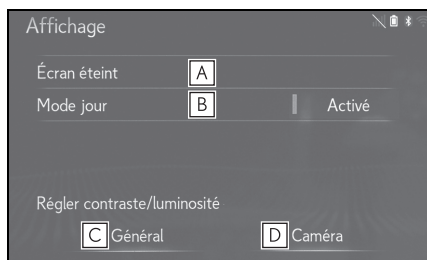 Affichage
Écran éteint A
Mode jour B Activé
Régler contraste/luminosité
C Général D Caméra